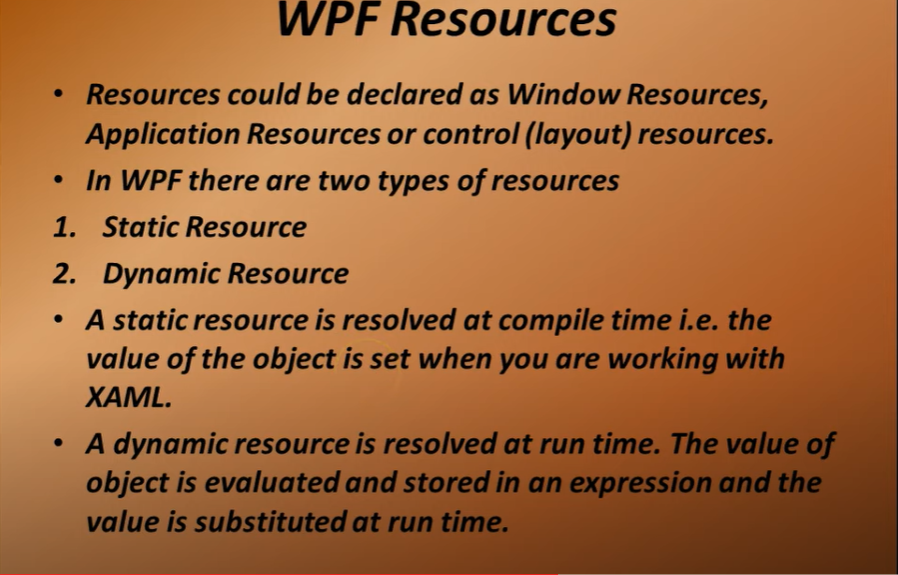 WPF Resources
• Resources could be declared as Window Resources,
Application Resources or control (layout) resources.
• In WPF there are two types of resources
1. Static Resource
2. Dynamic Resource
• A static resource is resolved at compile time i.e. the
value of the object is set when you are working with
XAML.
• A dynamic resource is resolved at run time. The value of
object is evaluated and stored in an expression and the
value is substituted at run time.